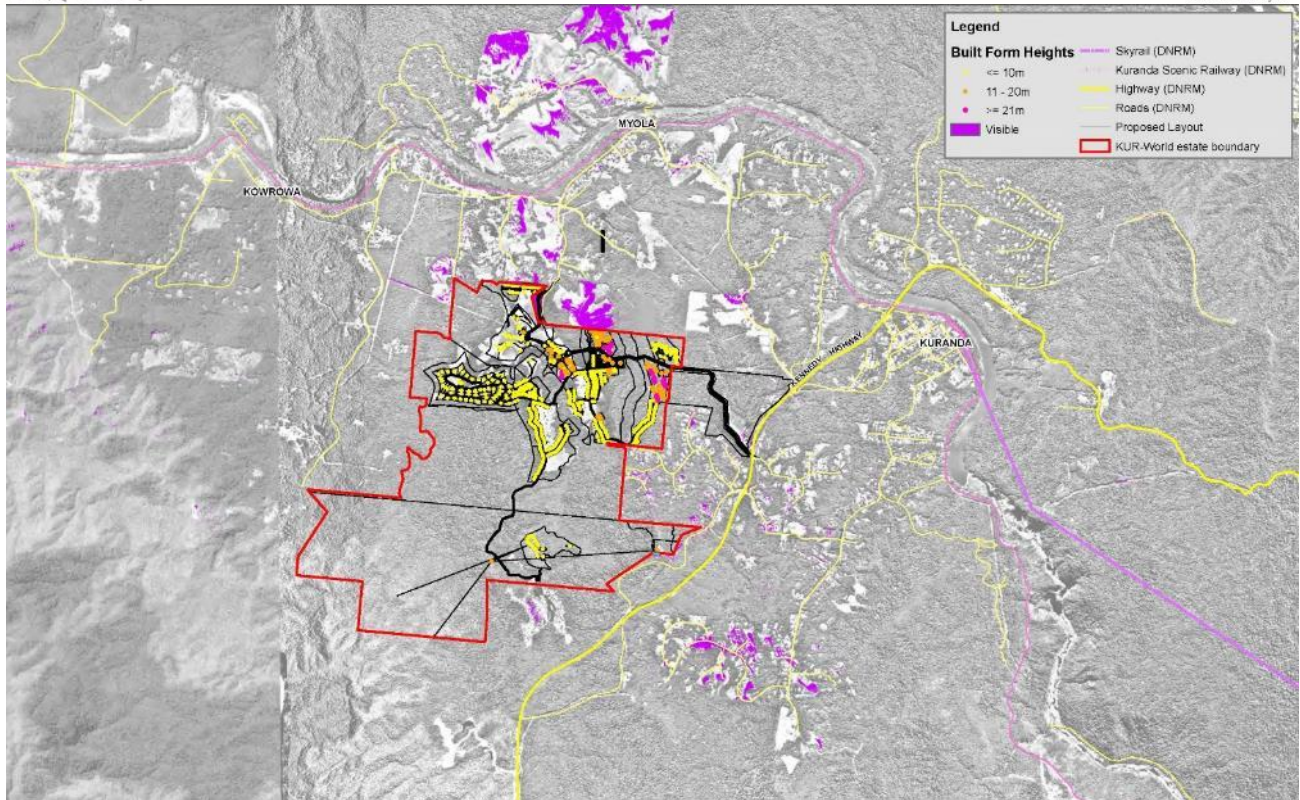 Legend
Built Form Heights
<= 10m
11 - 20m
>= 21m
Visible
Skyrail (DNRM)
Kuranda Scenic Railway (DNRM)
Highway (DNRM)
Roads (DNRM)
Proposed Layout
KUR-World estate boundary
MYOLA
KOWROWA
KENNEDY HIGHWAY
KURANDA